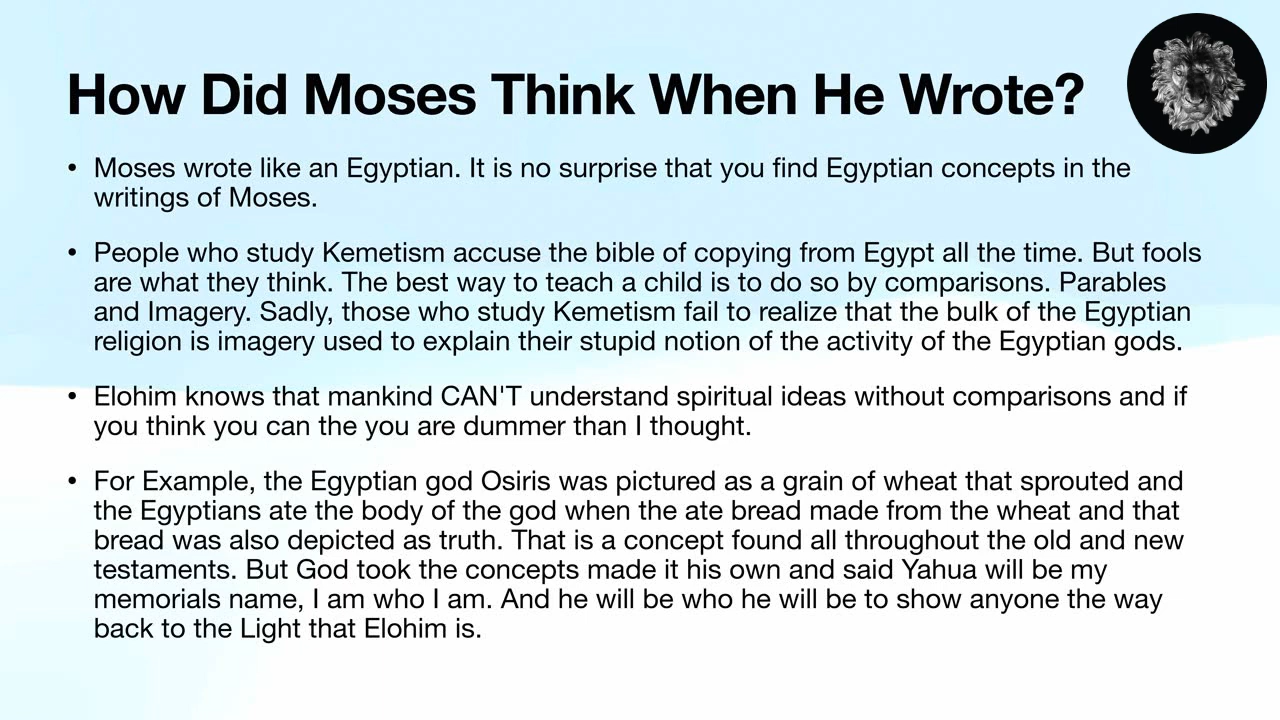 How Did Moses Think When He Wrote?
• Moses wrote like an Egyptian. It is no surprise that you find Egyptian concepts in the
writings of Moses.
• People who study Kemetism accuse the bible of copying from Egypt all the time. But fools
are what they think. The best way to teach a child is to do so by comparisons. Parables
and Imagery. Sadly, those who study Kemetism fail to realize that the bulk of the Egyptian
religion is imagery used to explain their stupid notion of the activity of the Egyptian gods.
• Elohim knows that mankind CAN'T understand spiritual ideas without comparisons and if
you think you can the you are dummer than I thought.
• For Example, the Egyptian god Osiris was pictured as a grain of wheat that sprouted and
the Egyptians ate the body of the god when the ate bread made from the wheat and that
bread was also depicted as truth. That is a concept found all throughout the old and new
testaments. But God took the concepts made it his own and said Yahua will be my
memorials name, I am who I am. And he will be who he will be to show anyone the way
back to the Light that Elohim is.